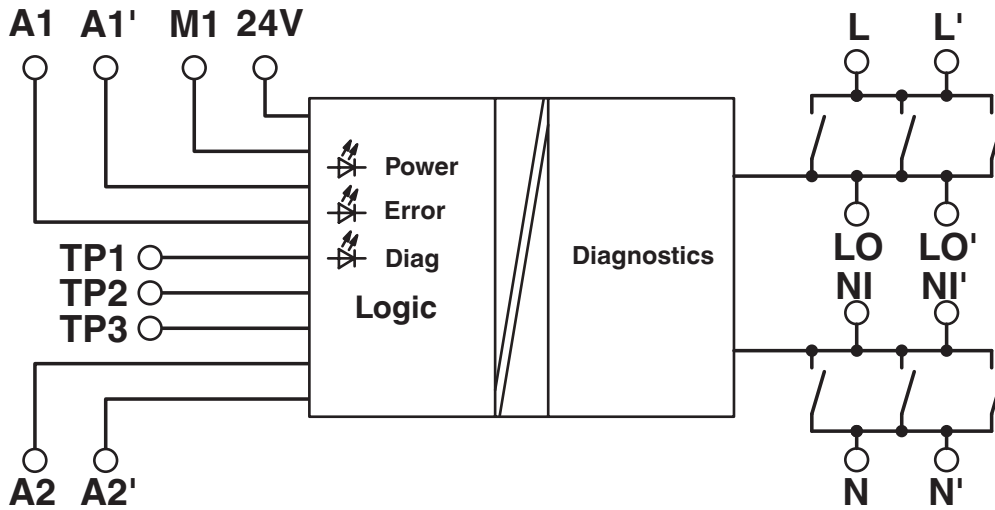 A1 A1' M1 24V
L L'
Power
Error
Diag
Logic
Diagnostics
TP1
TP2
TP3
LO LO'
NI NI'
A2 A2'
N N'